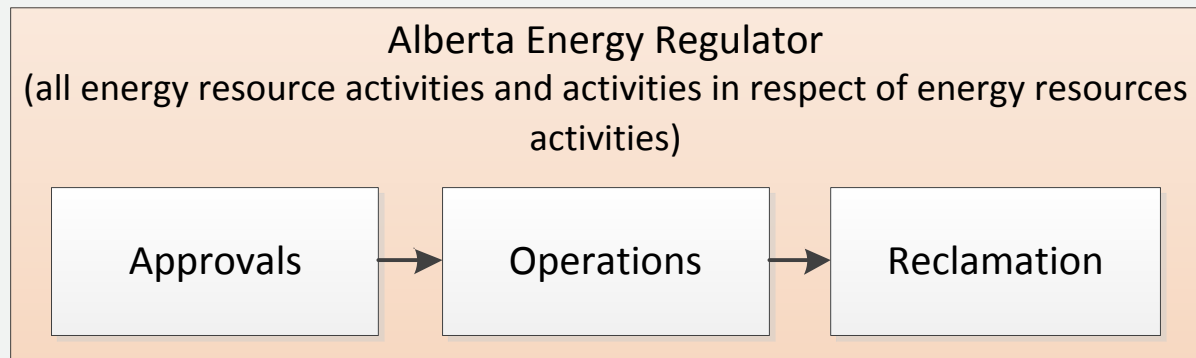 Alberta Energy Regulator
(all energy resource activities and activities in respect of energy resources
activities)
Approvals
Operations
Reclamation